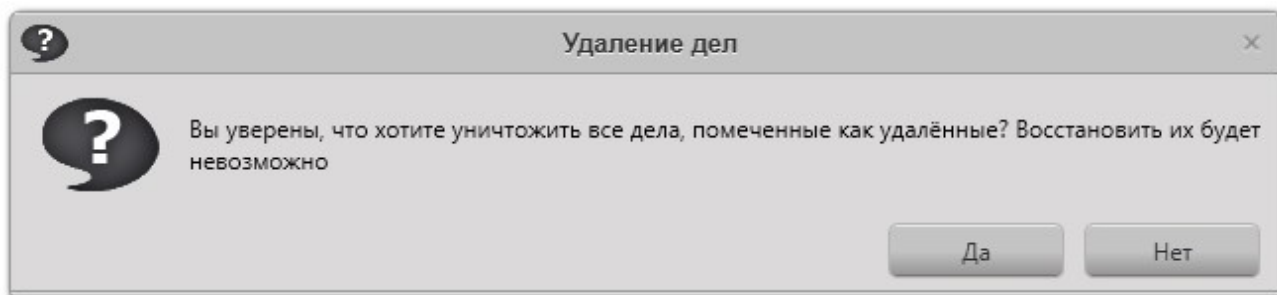 Удаление дел
Вы уверены, что хотите уничтожить все дела, помеченные как удалённые? Восстановить их будет
невозможно
Да
Нет